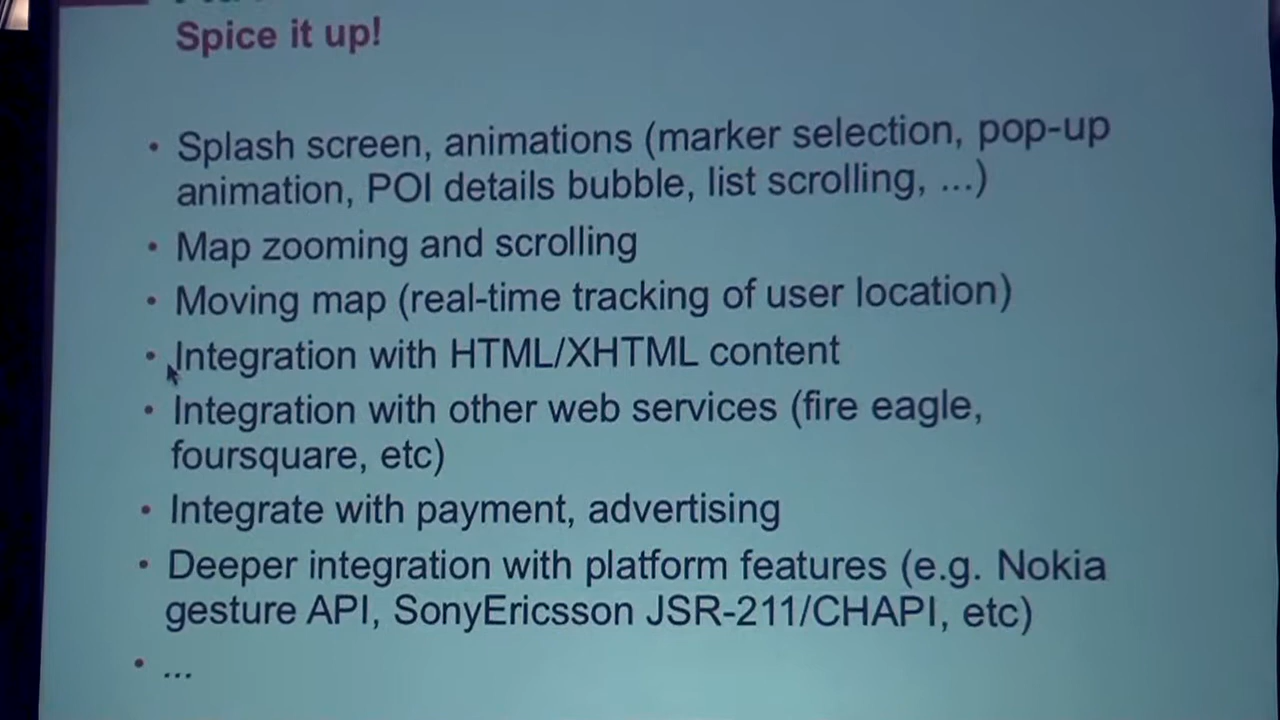 Spice it up!
• Splash screen, animations (marker selection, pop-up
animation, POI details bubble, list scrolling, ...)
• Map zooming and scrolling
• Moving map (real-time tracking of user location)
• Integration with HTML/XHTML content
• Integration with other web services (fire eagle,
foursquare, etc)
• Integrate with payment, advertising
• Deeper integration with platform features (e.g. Nokia
gesture API, SonyEricsson JSR-211/CHAPI, etc)
• ...